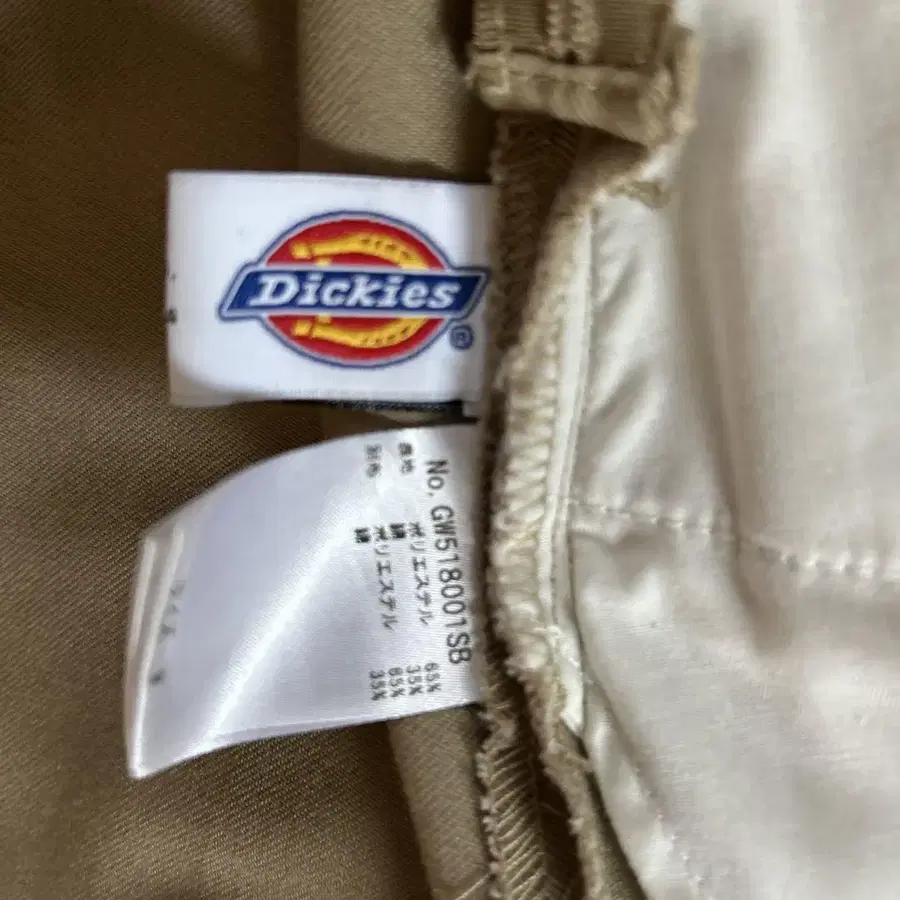 Dickies
®
No. GW518001SB
表地 ポリエステル 65%
綿 35%
別布 ポリエステル 65%
綿 35%